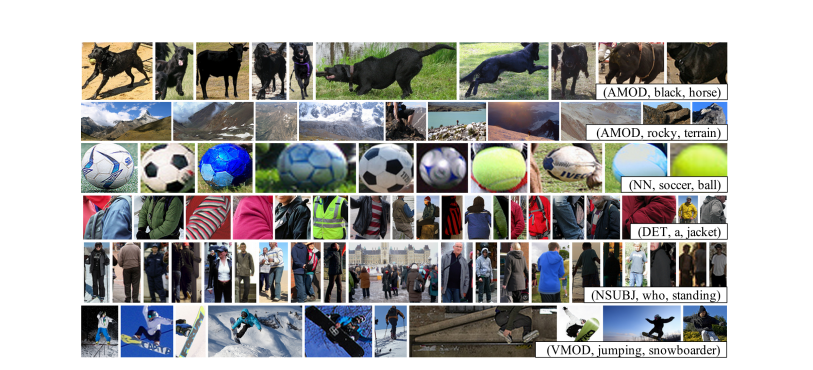 (AMOD, black, horse)
(AMOD, rocky, terrain)
(NN, soccer, ball)
(DET, a, jacket)
(NSUBJ, who, standing)
(VMOD, jumping, snowboarder)